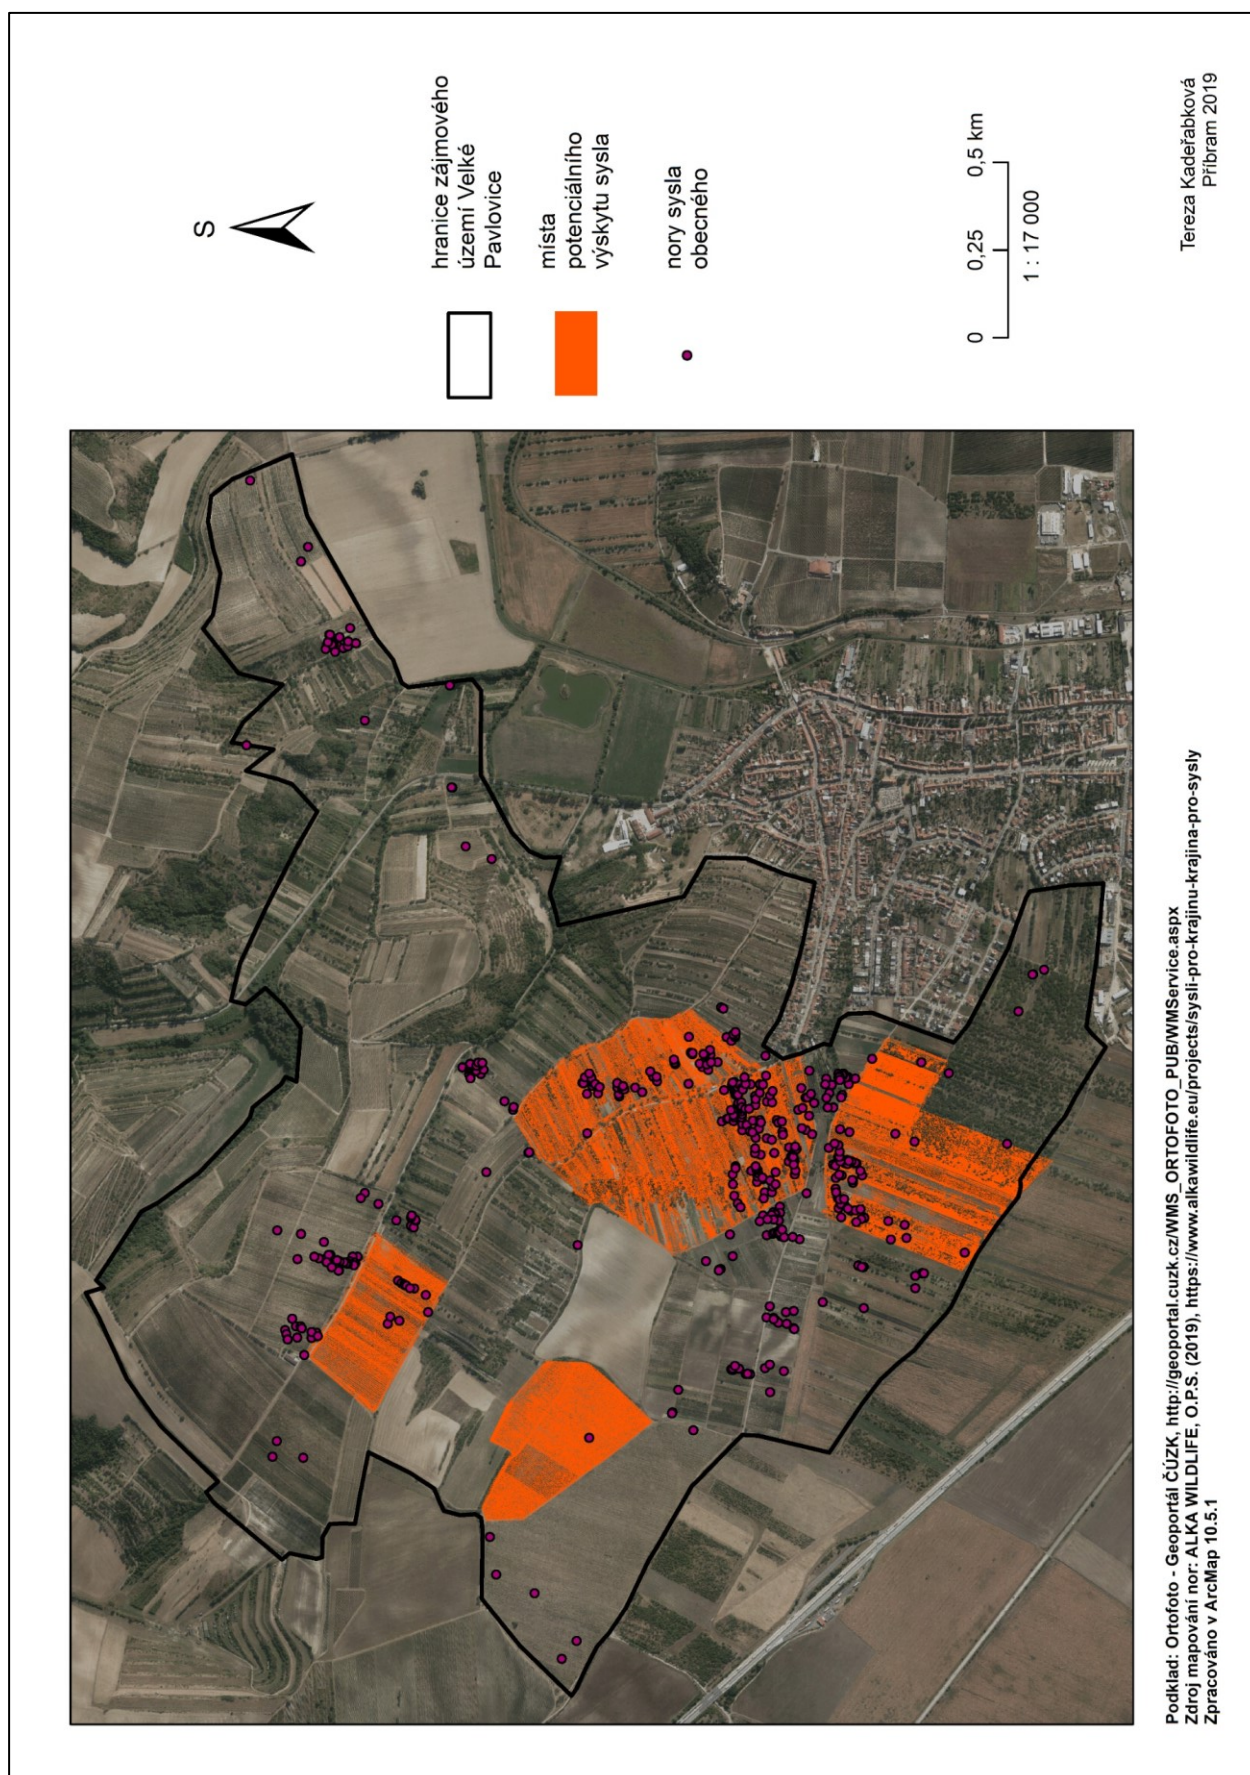 S
hranice zájmového
území Velké
Pavlovice
místa
potenciálního
výskytu sysla
nory sysla
obecného
0 0,25 0,5 km
1 : 17 000
Tereza Kadeřabková
Příbram 2019
Podklad: Ortofoto - Geoportál ČÚZK, http://geoportal.cuzk.cz/WMS_ORTOFOTO_PUB/WMService.aspx
Zdroj mapování nor: ALKA WILDLIFE, O.P.S. (2019), https://www.alkawildlife.eu/projects/sysli-pro-krajinu-krajina-pro-sysly
Zpracováno v ArcMap 10.5.1